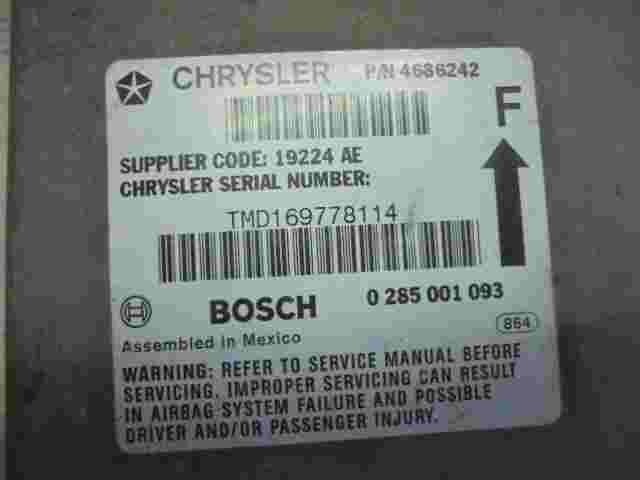 CHRYSLER P/N 4686242
F
SUPPLIER CODE: 19224 AE
CHRYSLER SERIAL NUMBER:
TMD169778114
BOSCH 0 285 001 093
Assembled in Mexico 864
WARNING: REFER TO SERVICE MANUAL BEFORE
SERVICING. IMPROPER SERVICING CAN RESULT
IN AIRBAG SYSTEM FAILURE AND POSSIBLE
DRIVER AND/OR PASSENGER INJURY.